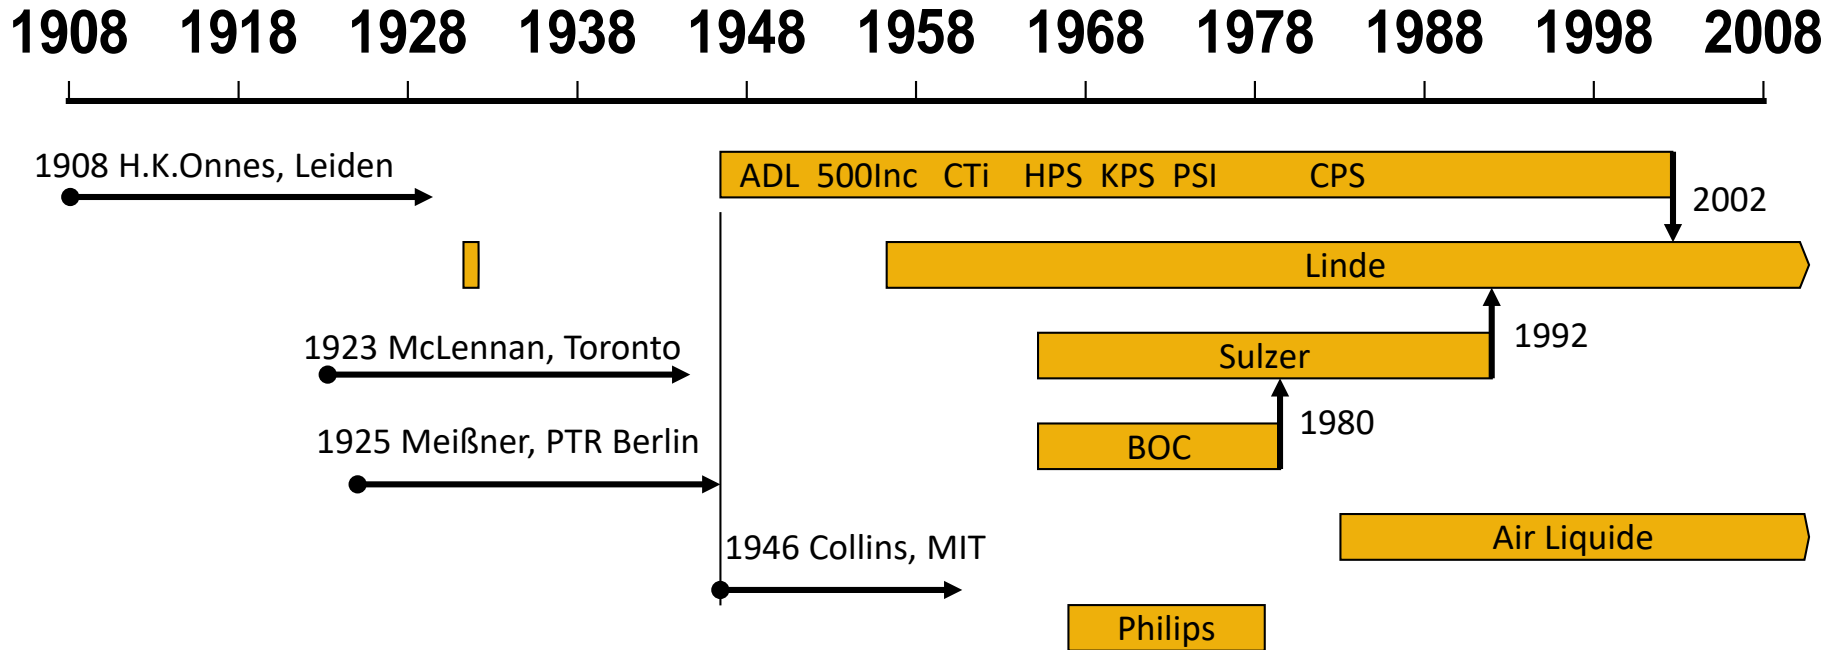 1908 1918 1928 1938 1948 1958 1968 1978 1988 1998 2008
1908 H.K.Onnes, Leiden
ADL 500Inc CTi HPS KPS PSI CPS
2002
Linde
1923 McLennan, Toronto
Sulzer
1992
1925 Meißner, PTR Berlin
BOC
1980
1946 Collins, MIT
Air Liquide
Philips